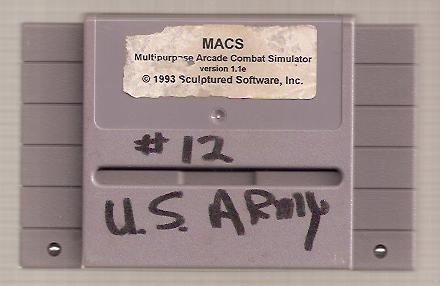 MACS
Multipurpose Arcade Combat Simulator
version 1.1e
© 1993 Sculptured Software, Inc.
#12
U.S. ARmy